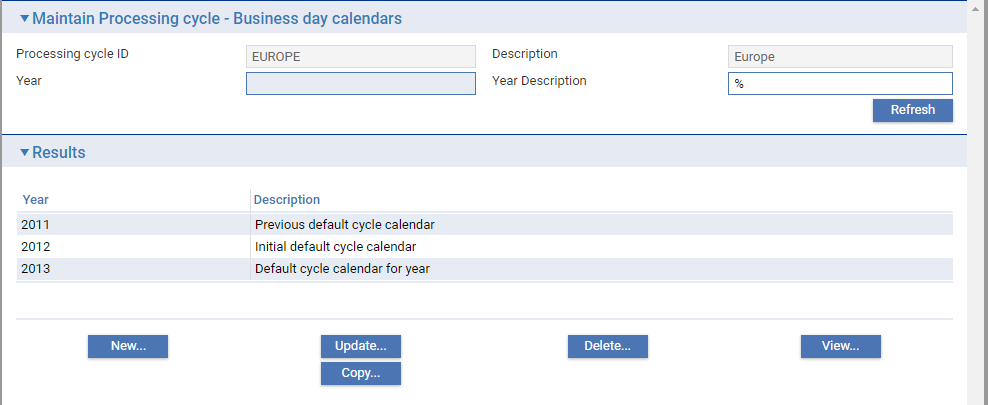 Maintain Processing cycle - Business day calendars
Processing cycle ID EUROPE Description Europe
Year Year Description %
Refresh
Results
Year Description
2011 Previous default cycle calendar
2012 Initial default cycle calendar
2013 Default cycle calendar for year
New... Update... Delete... View...
Copy...